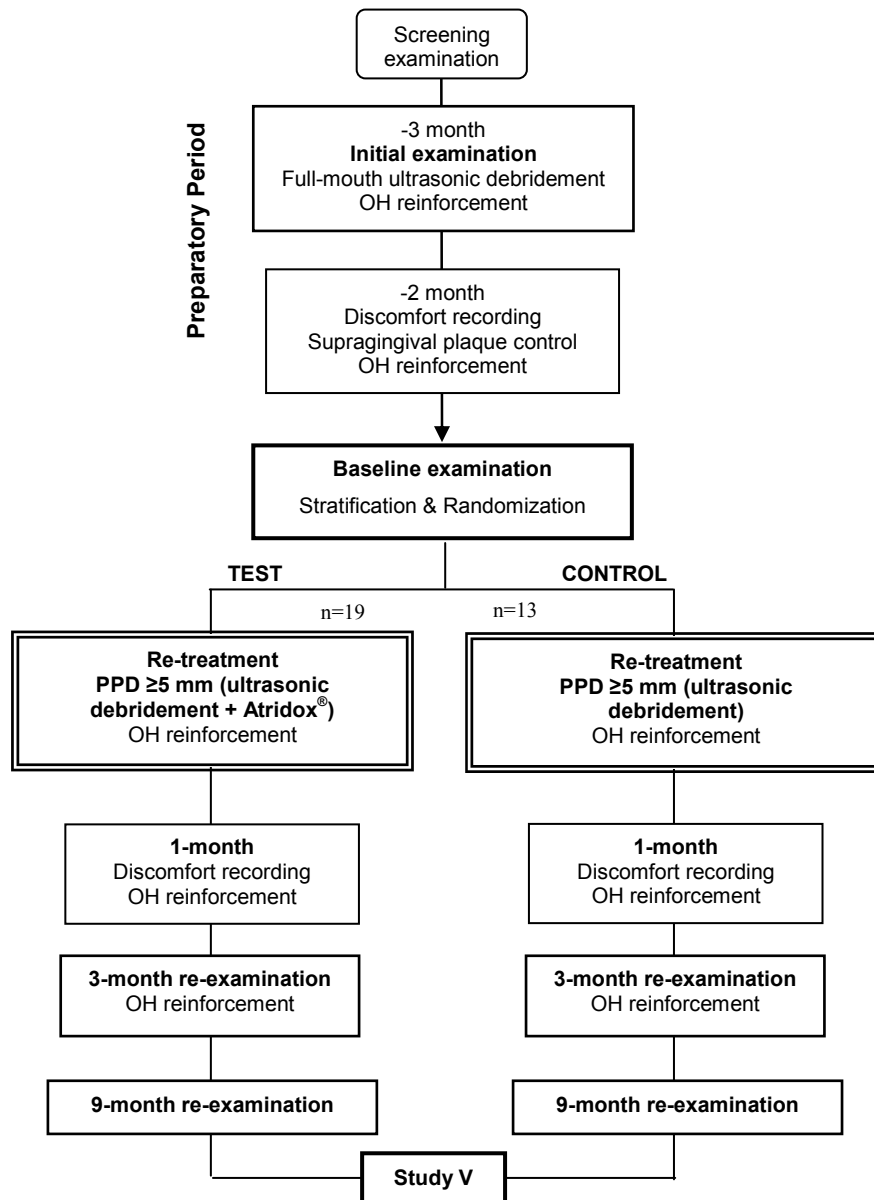 Screening
examination
Preparatory Period
-3 month
Initial examination
Full-mouth ultrasonic debridement
OH reinforcement
-2 month
Discomfort recording
Supragingival plaque control
OH reinforcement
Baseline examination
Stratification & Randomization
TEST
CONTROL
n=19
n=13
Re-treatment
PPD ≥5 mm (ultrasonic
debridement + Atridox®)
OH reinforcement
Re-treatment
PPD ≥5 mm (ultrasonic
debridement)
OH reinforcement
1-month
Discomfort recording
OH reinforcement
1-month
Discomfort recording
OH reinforcement
3-month re-examination
OH reinforcement
3-month re-examination
OH reinforcement
9-month re-examination
9-month re-examination
Study V